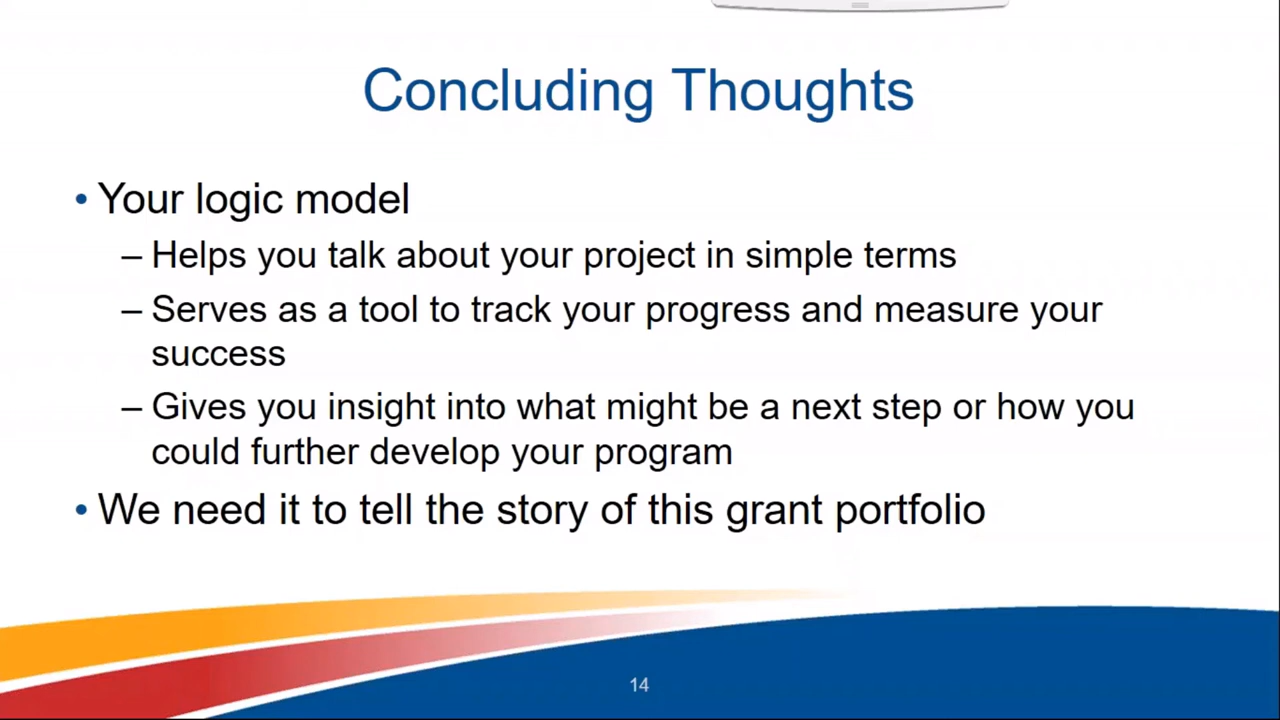 Concluding Thoughts
• Your logic model
– Helps you talk about your project in simple terms
– Serves as a tool to track your progress and measure your
success
– Gives you insight into what might be a next step or how you
could further develop your program
• We need it to tell the story of this grant portfolio
14